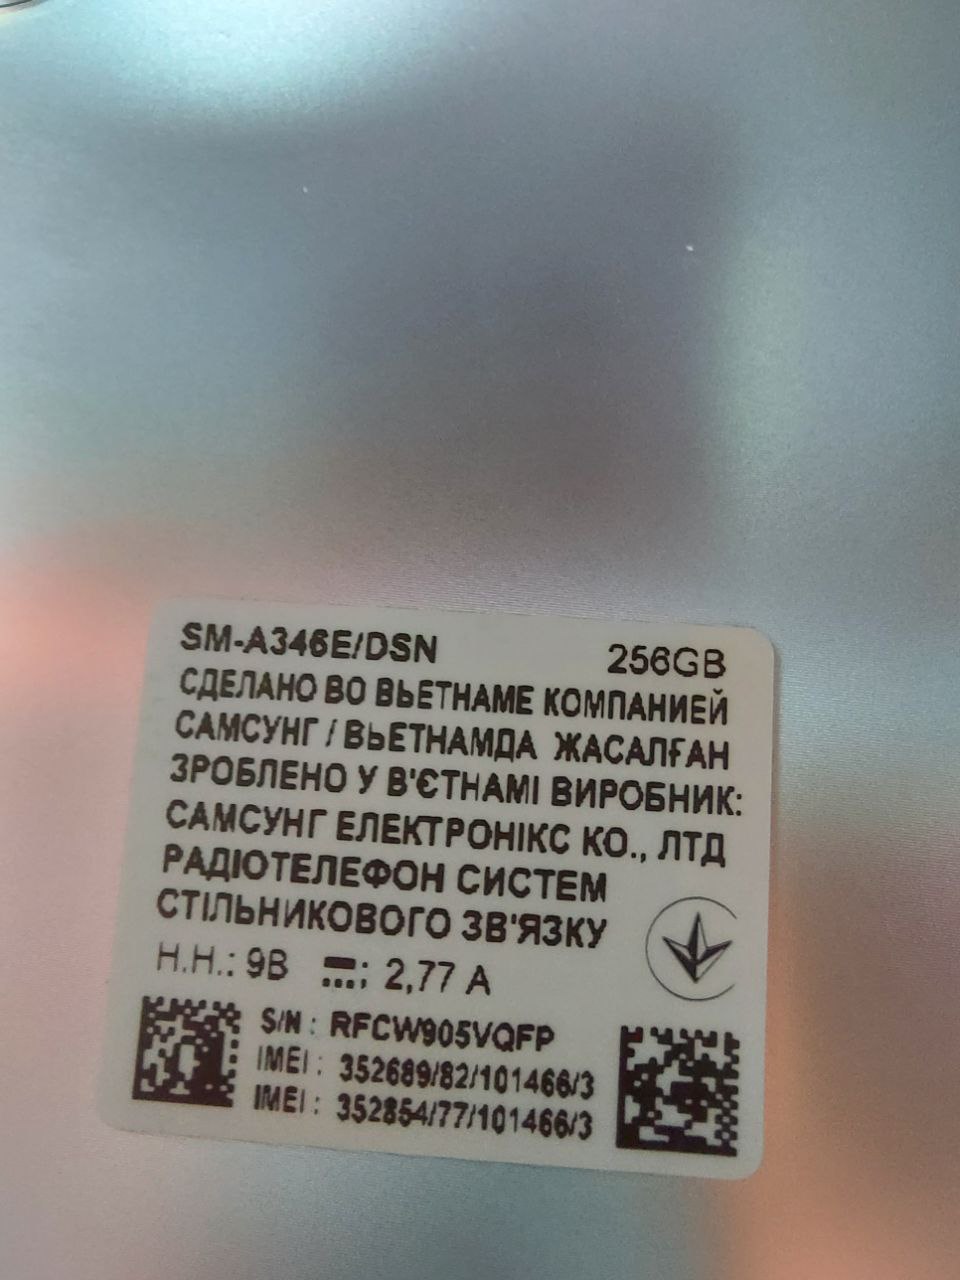 SM-A346E/DSN 256GB
СДЕЛАНО ВО ВЬЕТНАМЕ КОМПАНИЕЙ
САМСУНГ / ВЬЕТНАМДА ЖАСАЛҒАН
ЗРОБЛЕНО У В'ЄТНАМІ ВИРОБНИК:
САМСУНГ ЕЛЕКТРОНІКС КО., ЛТД
РАДІОТЕЛЕФОН СИСТЕМ
СТІЛЬНИКОВОГО ЗВ'ЯЗКУ
Н.Н.: 9В ; 2,77 А
S/N : RFCW905VQFP
IMEI : 352689/82/101466/3
IMEI : 352854/77/101466/3